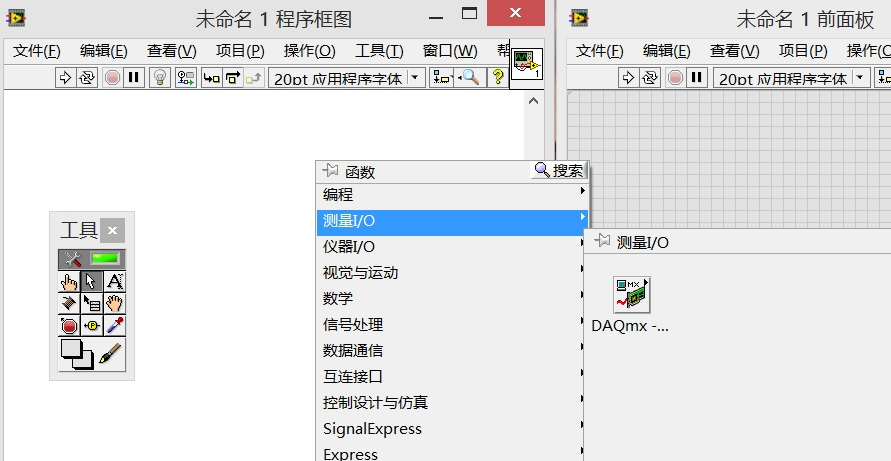 未命名 1 程序框图
文件(F) 编辑(E) 查看(V) 项目(P) 操作(O) 工具(T) 窗口(W)
20pt 应用程序字体
1
未命名 1 前面板
文件(F) 编辑(E) 查看(V) 项目(P)
20pt 应用程序字体
工具
A
P
函数 搜索
编程
测量I/O
仪器I/O
视觉与运动
数学
信号处理
数据通信
互连接口
控制设计与仿真
SignalExpress
Express
测量I/O
MX
DAQmx -...